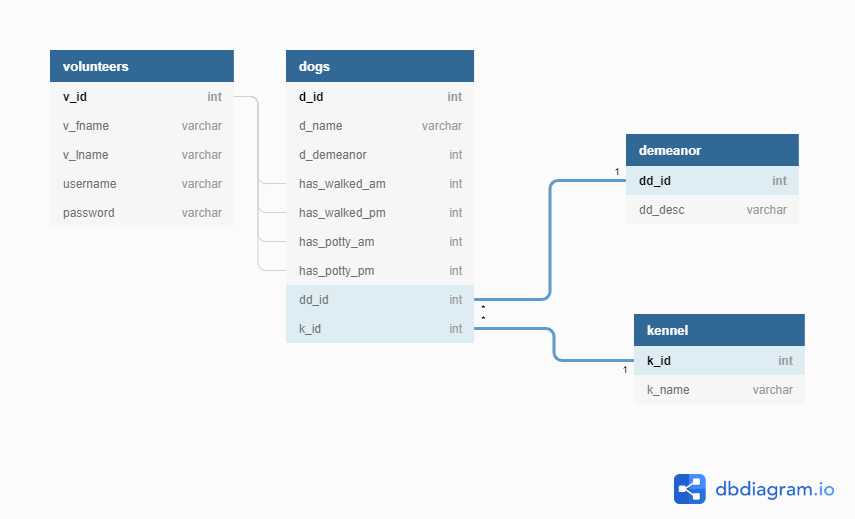 volunteers
v_id int
v_fname varchar
v_lname varchar
username varchar
password varchar
dogs
d_id int
d_name varchar
d_demeanor int
has_walked_am int
has_walked_pm int
has_potty_am int
has_potty_pm int
dd_id int
k_id int
*
*
1
demeanor
dd_id int
dd_desc varchar
kennel
k_id int
1
k_name varchar
dbdiagram.io